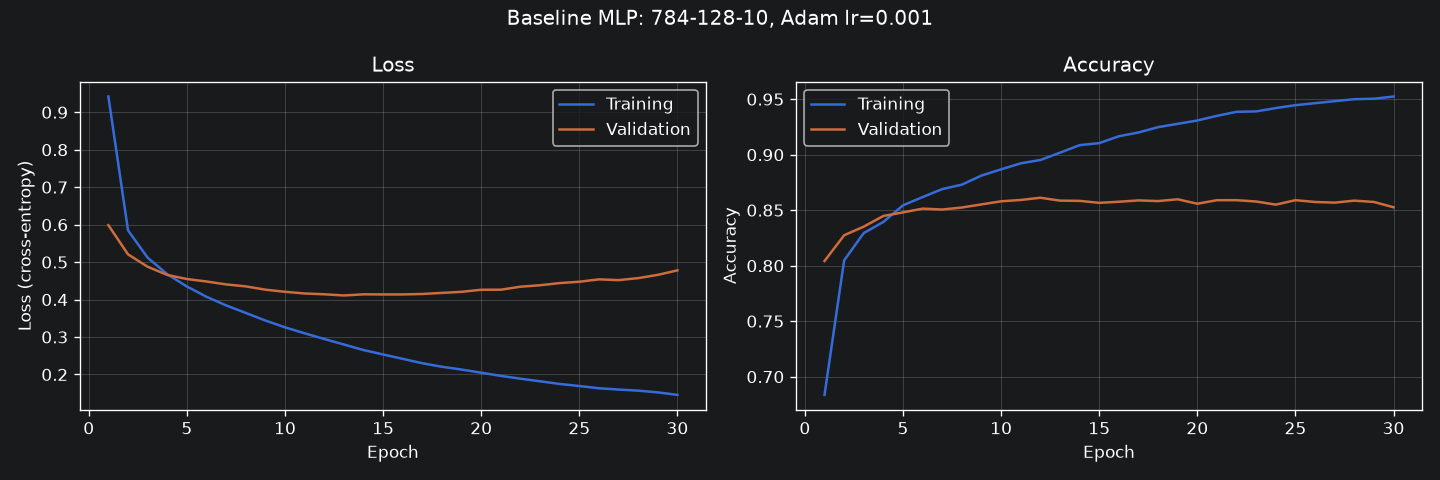 Baseline MLP: 784-128-10, Adam lr=0.001
Loss
Training
Validation
0.9
0.8
0.7
0.6
0.5
0.4
0.3
0.2
Loss (cross-entropy)
0
5
10
15
20
25
30
Epoch
Accuracy
Training
Validation
0.95
0.90
0.85
0.80
0.75
0.70
Accuracy
0
5
10
15
20
25
30
Epoch